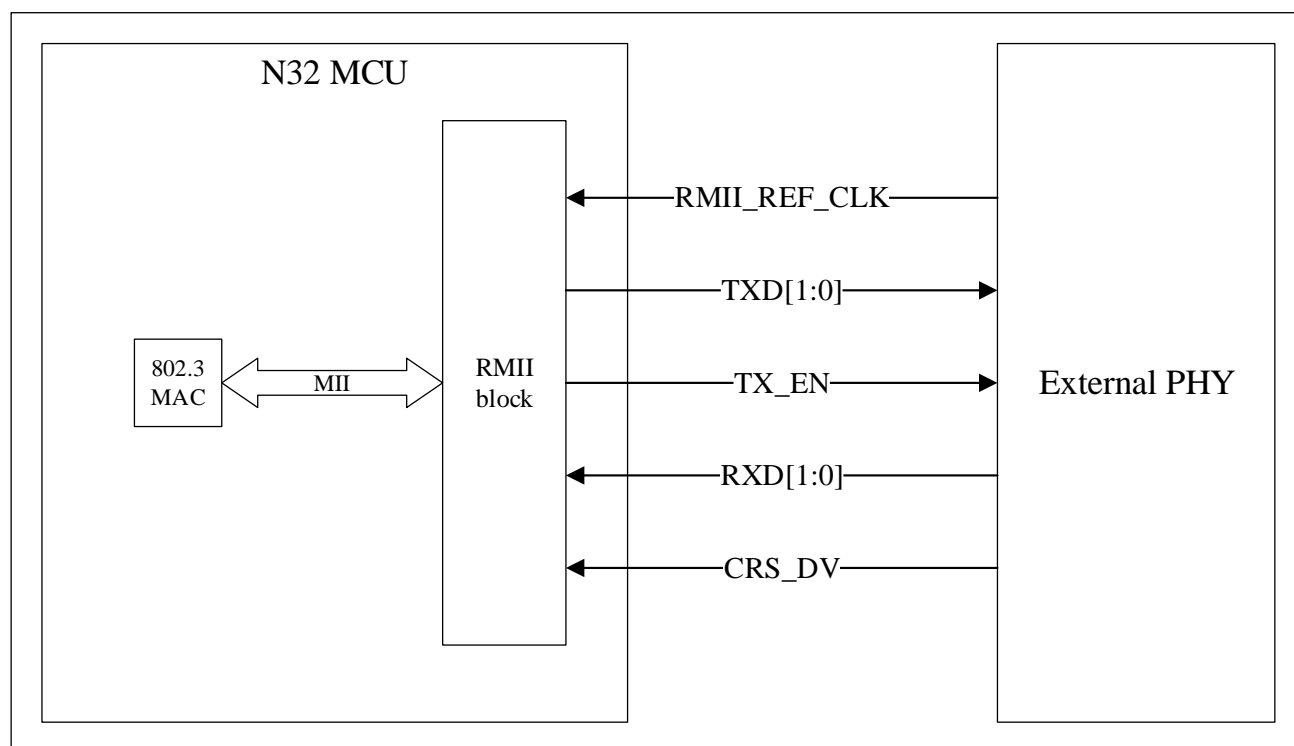 N32 MCU
802.3
MAC
MII
RMII
block
RMII_REF_CLK
TXD[1:0]
TX_EN
RXD[1:0]
CRS_DV
External PHY